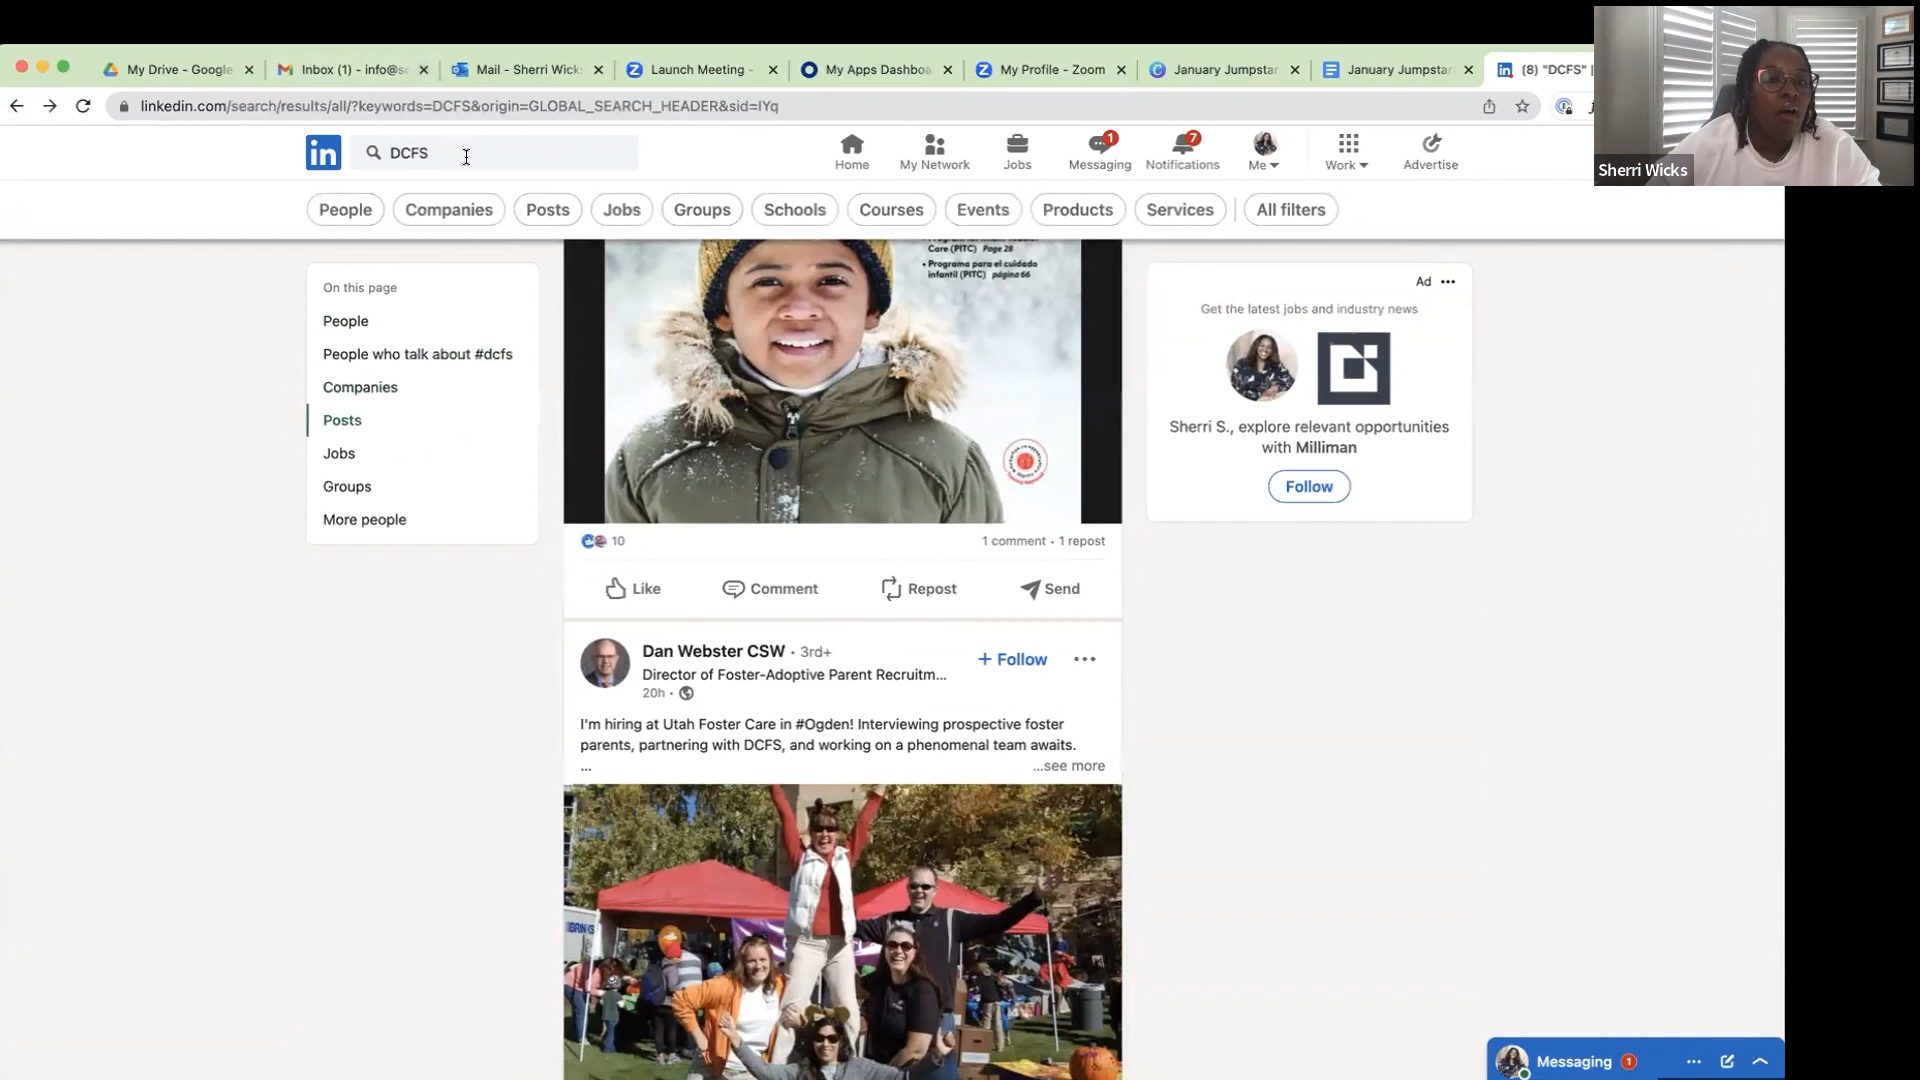 My Drive - Google
Inbox (1) - info@s
Mail - Sherri Wick
Launch Meeting -
My Apps Dashbo
My Profile - Zoom
January Jumpsta
January Jumpsta
(8) "DCFS" |
linkedin.com/search/results/all/?keywords=DCFS&origin=GLOBAL_SEARCH_HEADER&sid=IYq
in
DCFS
Home
My Network
Jobs
1
Messaging
7
Notifications
Me
Work
Advertise
Sherri Wicks
People
Companies
Posts
Jobs
Groups
Schools
Courses
Events
Products
Services
All filters
On this page
People
People who talk about #dcfs
Companies
Posts
Jobs
Groups
More people
Care (PITC) Page 28
• Programa para el cuidado
infantil (PITC) página 66
10
1 comment • 1 repost
Like
Comment
Repost
Send
Dan Webster CSW • 3rd+
Director of Foster-Adoptive Parent Recruitm...
20h •
+ Follow
I'm hiring at Utah Foster Care in #Ogden! Interviewing prospective foster
parents, partnering with DCFS, and working on a phenomenal team awaits.
...
...see more
BRINKS
Ad
Get the latest jobs and industry news
Sherri S., explore relevant opportunities
with Milliman
Follow
Messaging 1